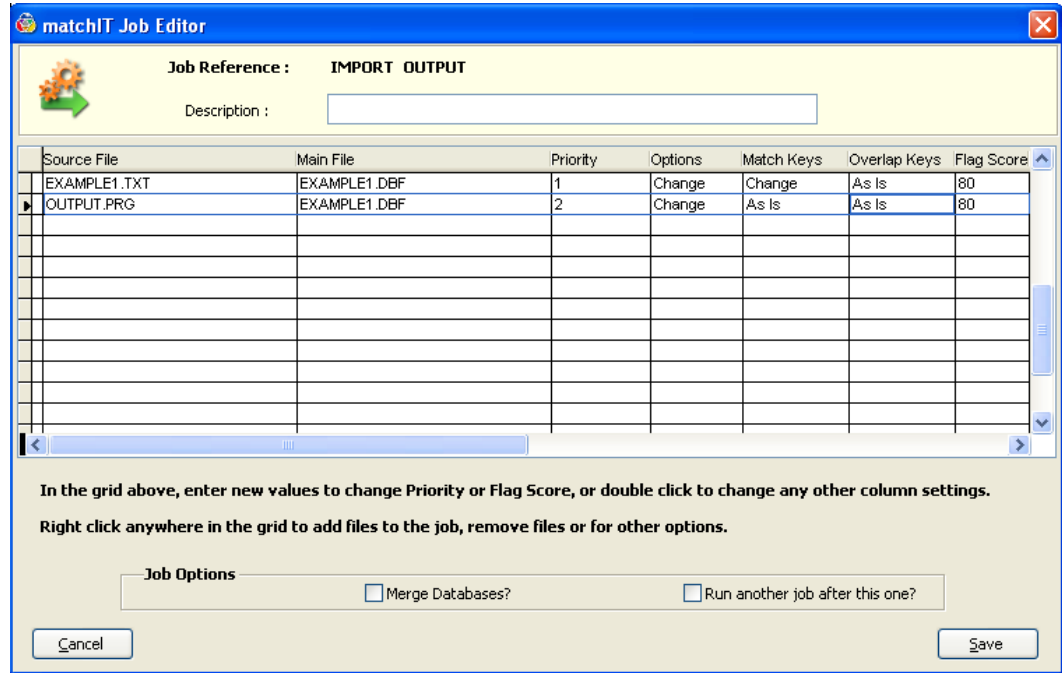 matchIT Job Editor
Job Reference : IMPORT OUTPUT
Description :
Source File Main File Priority Options Match Keys Overlap Keys Flag Score
EXAMPLE1.TXT EXAMPLE1.DBF 1 Change Change As Is 80
OUTPUT.PRG EXAMPLE1.DBF 2 Change As Is As Is 80
In the grid above, enter new values to change Priority or Flag Score, or double click to change any other column settings.
Right click anywhere in the grid to add files to the job, remove files or for other options.
Job Options
Merge Databases? Run another job after this one?
Cancel Save